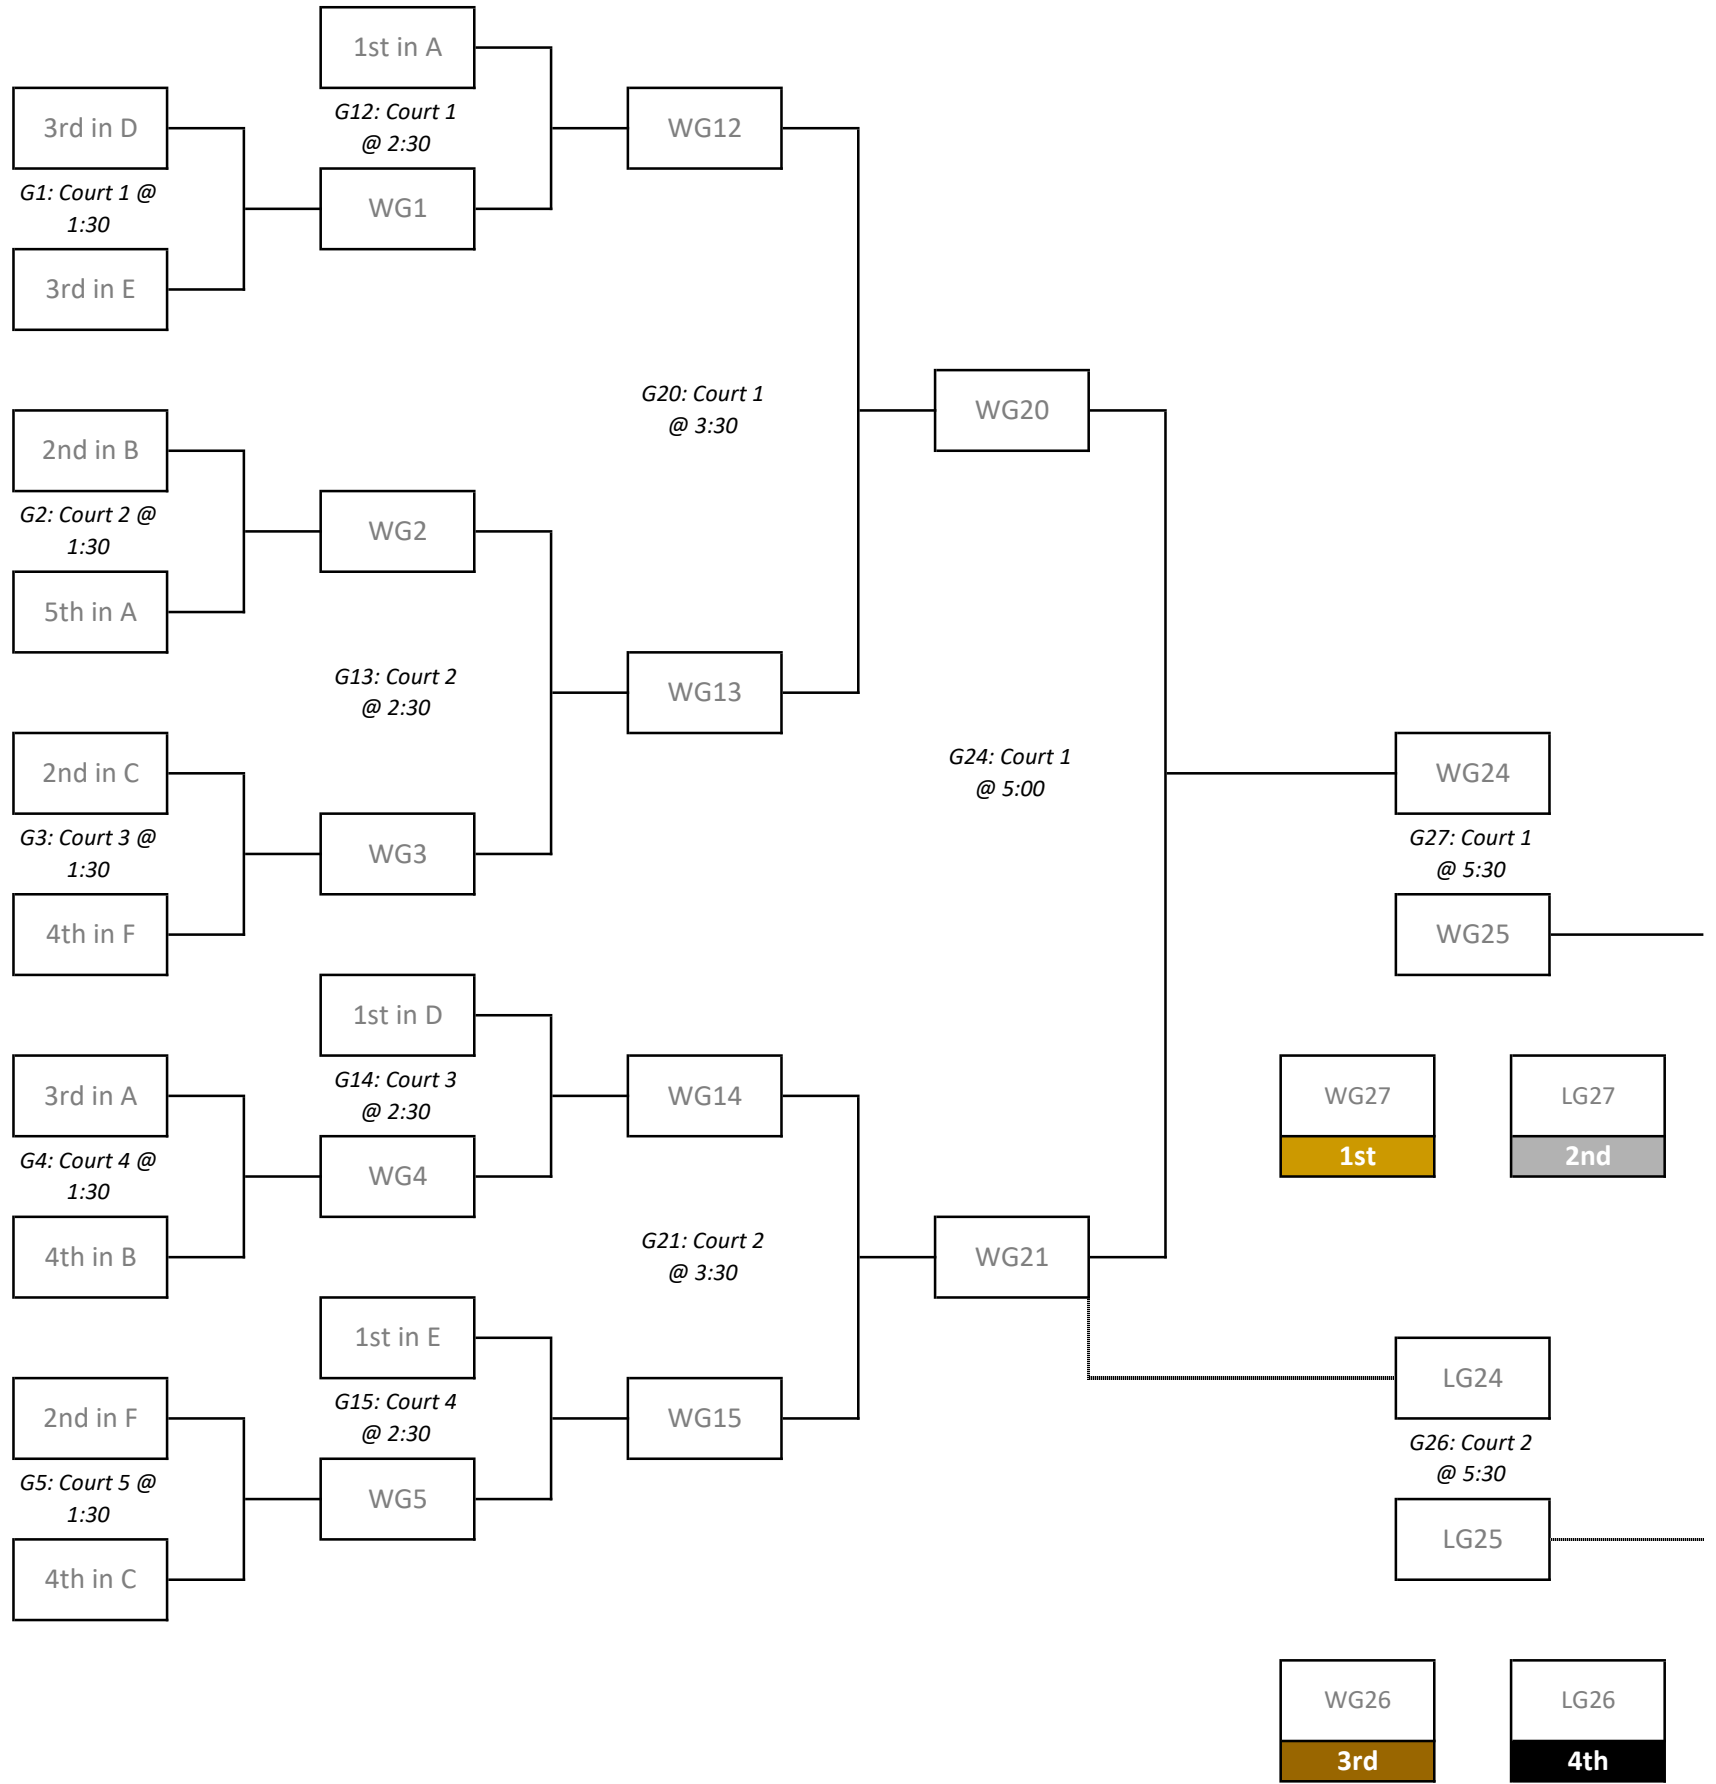 1st in A
3rd in D
G12: Court 1
@ 2:30
WG12
G1: Court 1 @
1:30
WG1
3rd in E
G20: Court 1
@ 3:30
WG20
2nd in B
G2: Court 2 @
1:30
WG2
5th in A
G13: Court 2
@ 2:30
WG13
2nd in C
G24: Court 1
@ 5:00
WG24
G3: Court 3 @
1:30
WG3
G27: Court 1
@ 5:30
4th in F
WG25
1st in D
3rd in A
G14: Court 3
@ 2:30
WG14
WG27
LG27
G4: Court 4 @
1:30
WG4
1st
2nd
4th in B
G21: Court 2
@ 3:30
WG21
1st in E
LG24
2nd in F
G15: Court 4
@ 2:30
WG15
G26: Court 2
@ 5:30
G5: Court 5 @
1:30
WG5
LG25
4th in C
WG26
LG26
3rd
4th